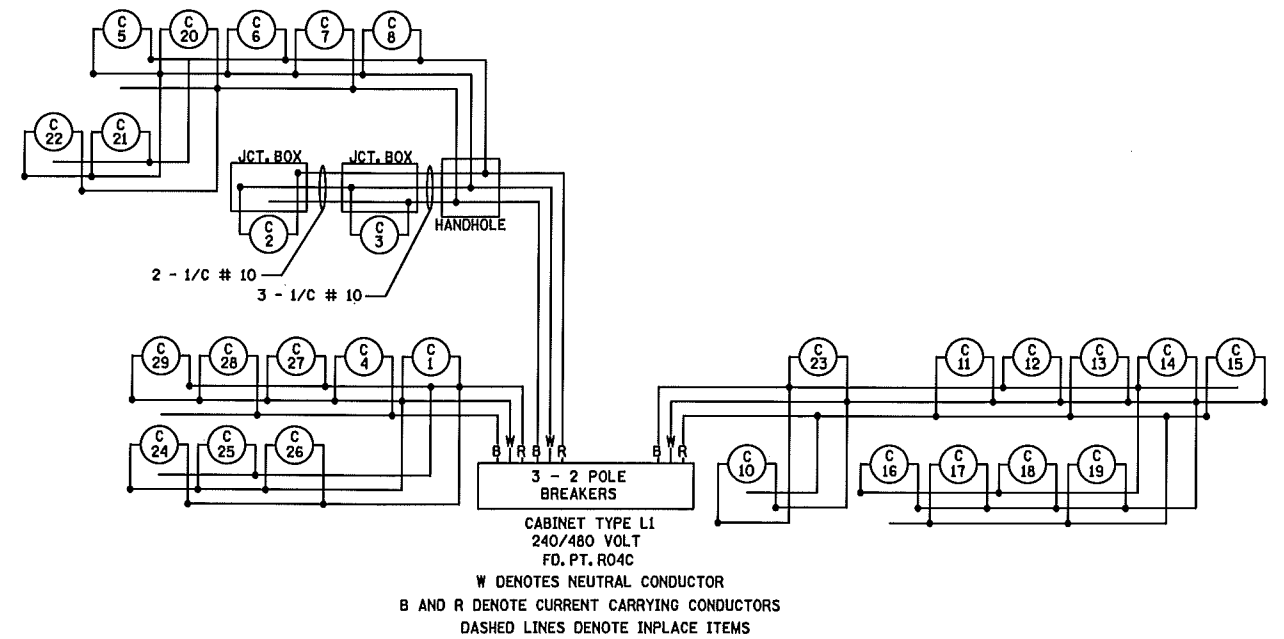 C 5
C 20
C 6
C 7
C 8
C 22
C 21
JCT. BOX
JCT. BOX
C 2
C 3
HANDHOLE
2 - 1/C # 10
3 - 1/C # 10
C 29
C 28
C 27
C 4
C 1
C 23
C 11
C 12
C 13
C 14
C 15
C 24
C 25
C 26
B W R B W R
B W R
C 10
C 16
C 17
C 18
C 19
3 - 2 POLE
BREAKERS
CABINET TYPE L1
240/480 VOLT
FD. PT. R04C
W DENOTES NEUTRAL CONDUCTOR
B AND R DENOTE CURRENT CARRYING CONDUCTORS
DASHED LINES DENOTE INPLACE ITEMS